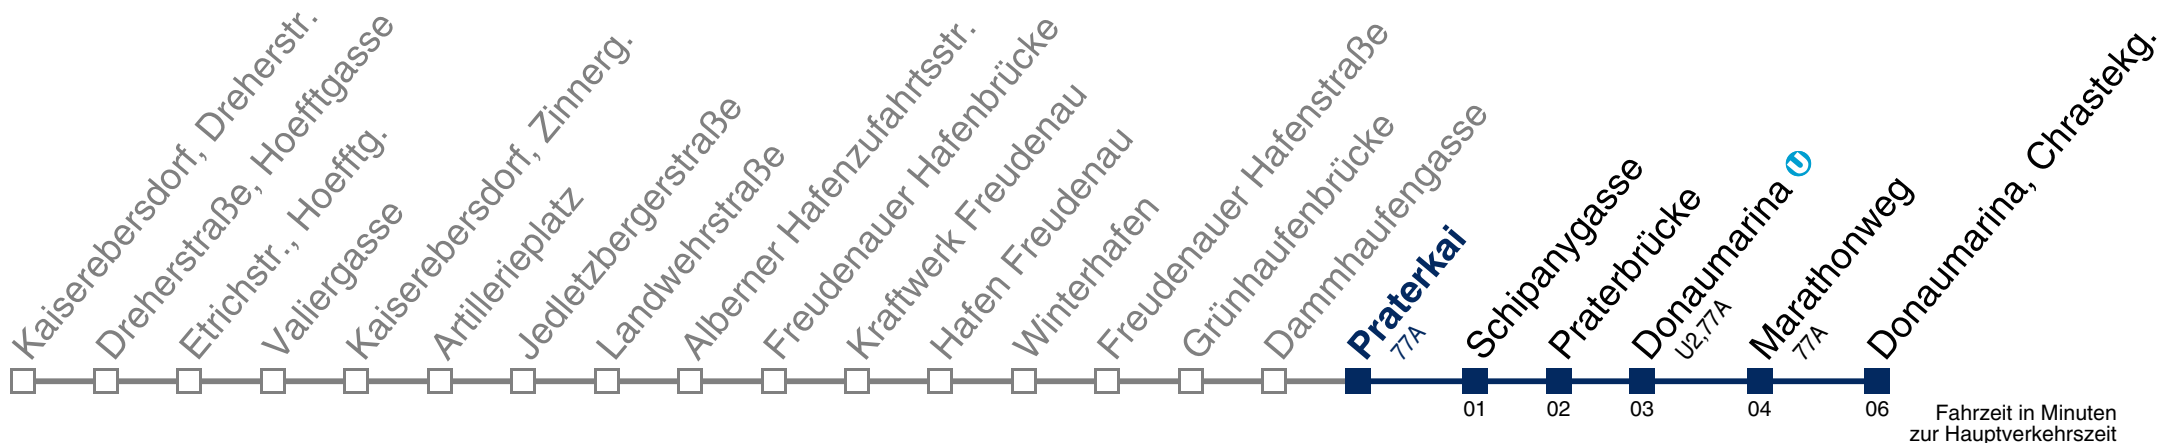 Kaiserebersdorf, Dreherstr.
Dreherstraße, Hoefftgasse
Etrichstr., Hoefftg.
Valiergasse
Kaiserebersdorf, Zinnerg.
Artillerieplatz
Jedletzbergerstraße
Landwehrstraße
Alberner Hafenzufahrtsstr.
Freudenauer Hafenbrücke
Kraftwerk Freudenau
Hafen Freudenau
Winterhafen
Freudenauer Hafenstraße
Grünhaufenbrücke
Dammhaufengasse
Praterkai
77A
Schipanygasse
Praterbrücke
Donaumarina U
U2,77A
Marathonweg
77A
Donaumarina, Chrastekg.
01 02 03 04 06
Fahrzeit in Minuten
zur Hauptverkehrszeit